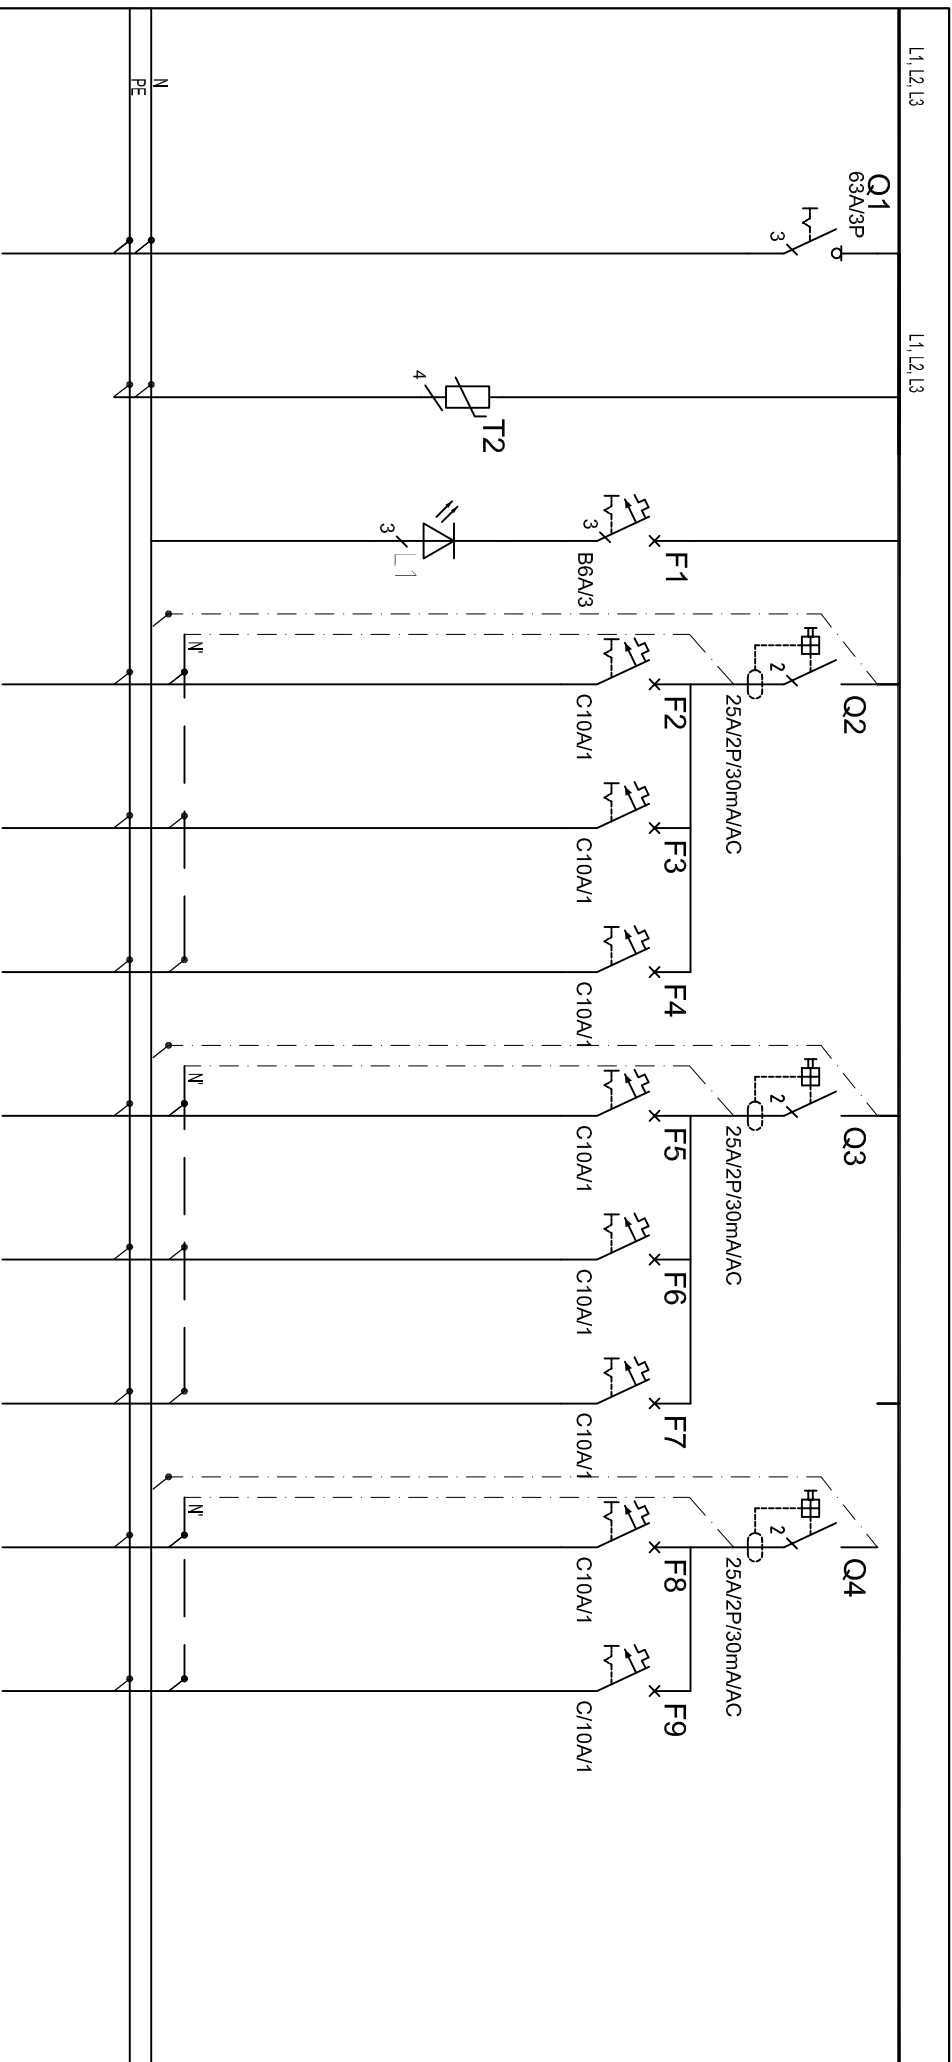 L1, L2, L3
L1, L2, L3
Q1
63A/3P
3
Q2
2
25A/2P/30mA/AC
Q3
2
25A/2P/30mA/AC
Q4
2
25A/2P/30mA/AC
F1
3
B6A/3
F2
C10A/1
F3
C10A/1
F4
C10A/1
F5
C10A/1
F6
C10A/1
F7
C10A/1
F8
C10A/1
F9
C/10A/1
T2
4
L1
3
N'
N'
N'
N
PE